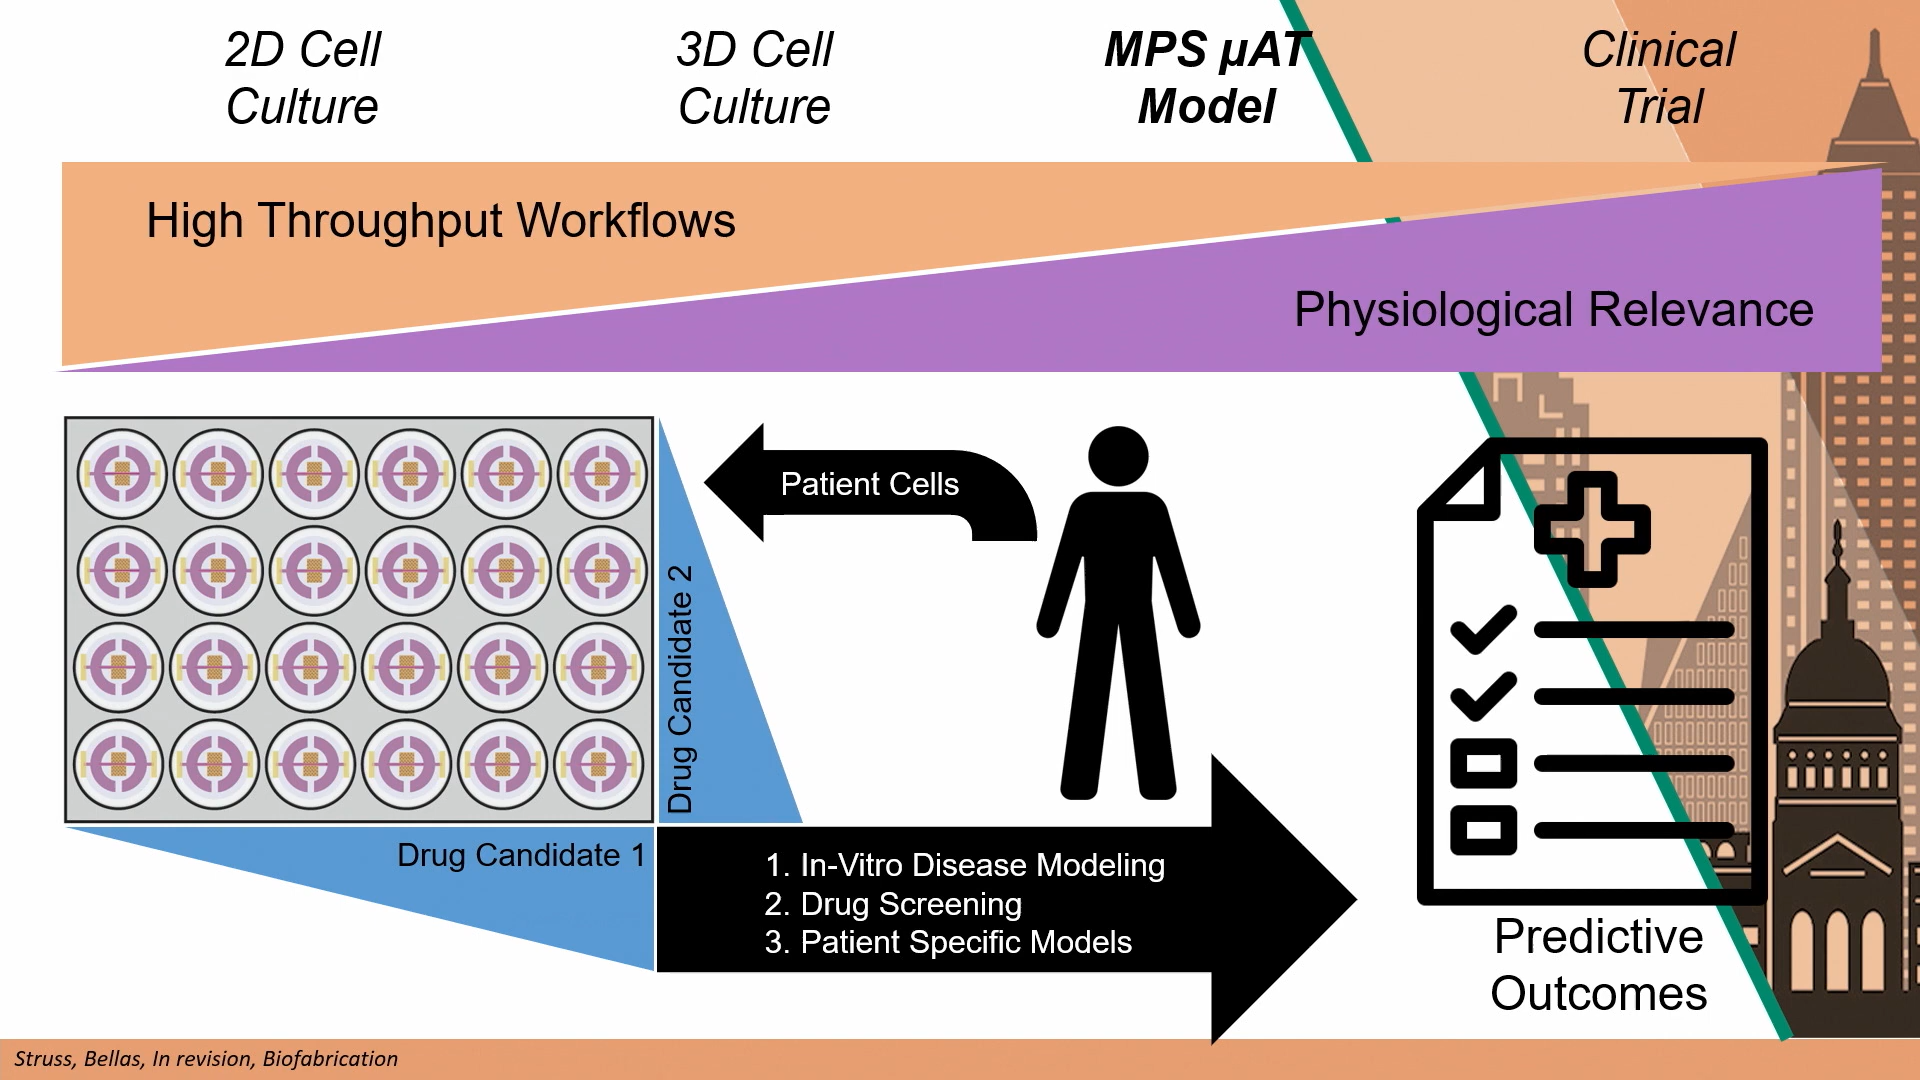 2D Cell
Culture
3D Cell
Culture
MPS μAT
Model
Clinical
Trial
High Throughput Workflows
Physiological Relevance
Patient Cells
Drug Candidate 2
Drug Candidate 1
1. In-Vitro Disease Modeling
2. Drug Screening
3. Patient Specific Models
Predictive
Outcomes
Struss, Bellas, In revision, Biofabrication